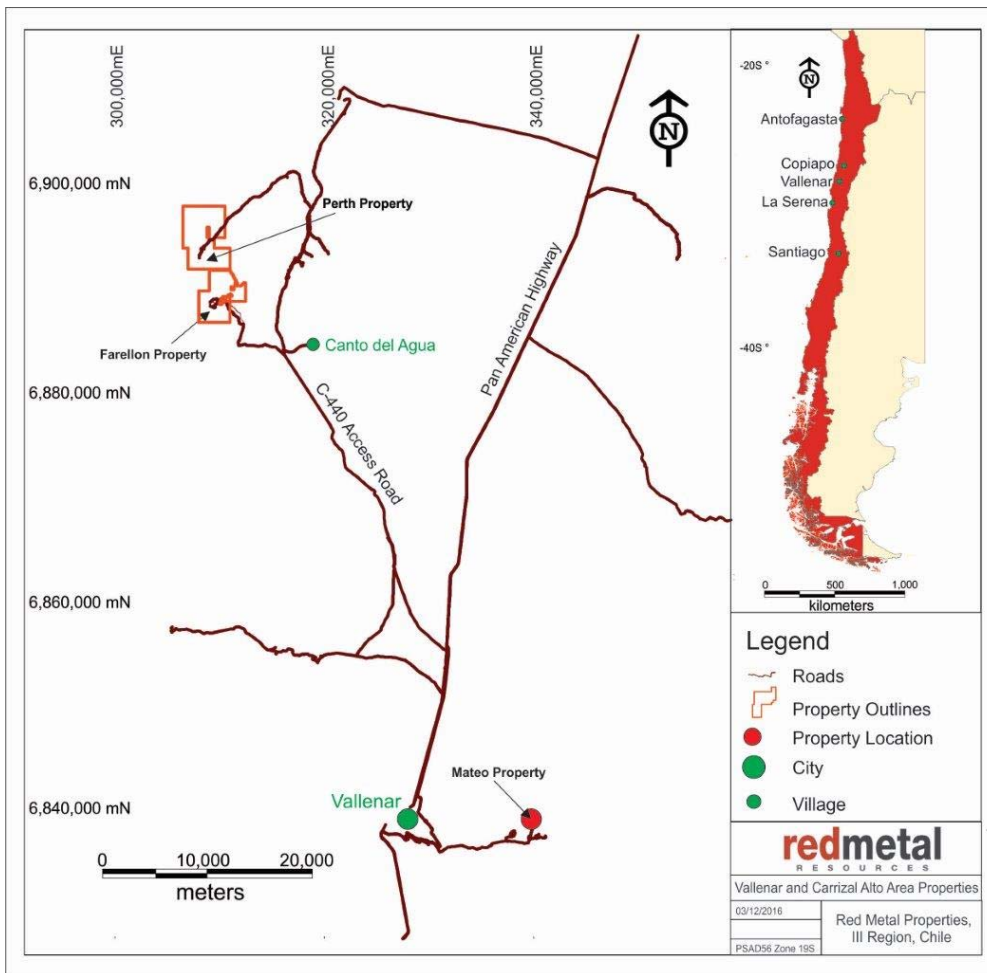 300,000mE
320,000mE
340,000mE
N
6,900,000 mN
Perth Property
Farellon Property
Canto del Agua
6,880,000 mN
C-440 Access Road
Pan American Highway
6,860,000 mN
6,840,000 mN
Vallenar
Mateo Property
0 10,000 20,000
meters
-20S °
N
Antofagasta
Copiapo
Vallenar
La Serena
Santiago
-40S °
0 500 1,000
kilometers
Legend
Roads
Property Outlines
Property Location
City
Village
redmetal
RESOURCES
Vallenar and Carrizal Alto Area Properties
03/12/2016
Red Metal Properties,
III Region, Chile
PSAD56 Zone 19S